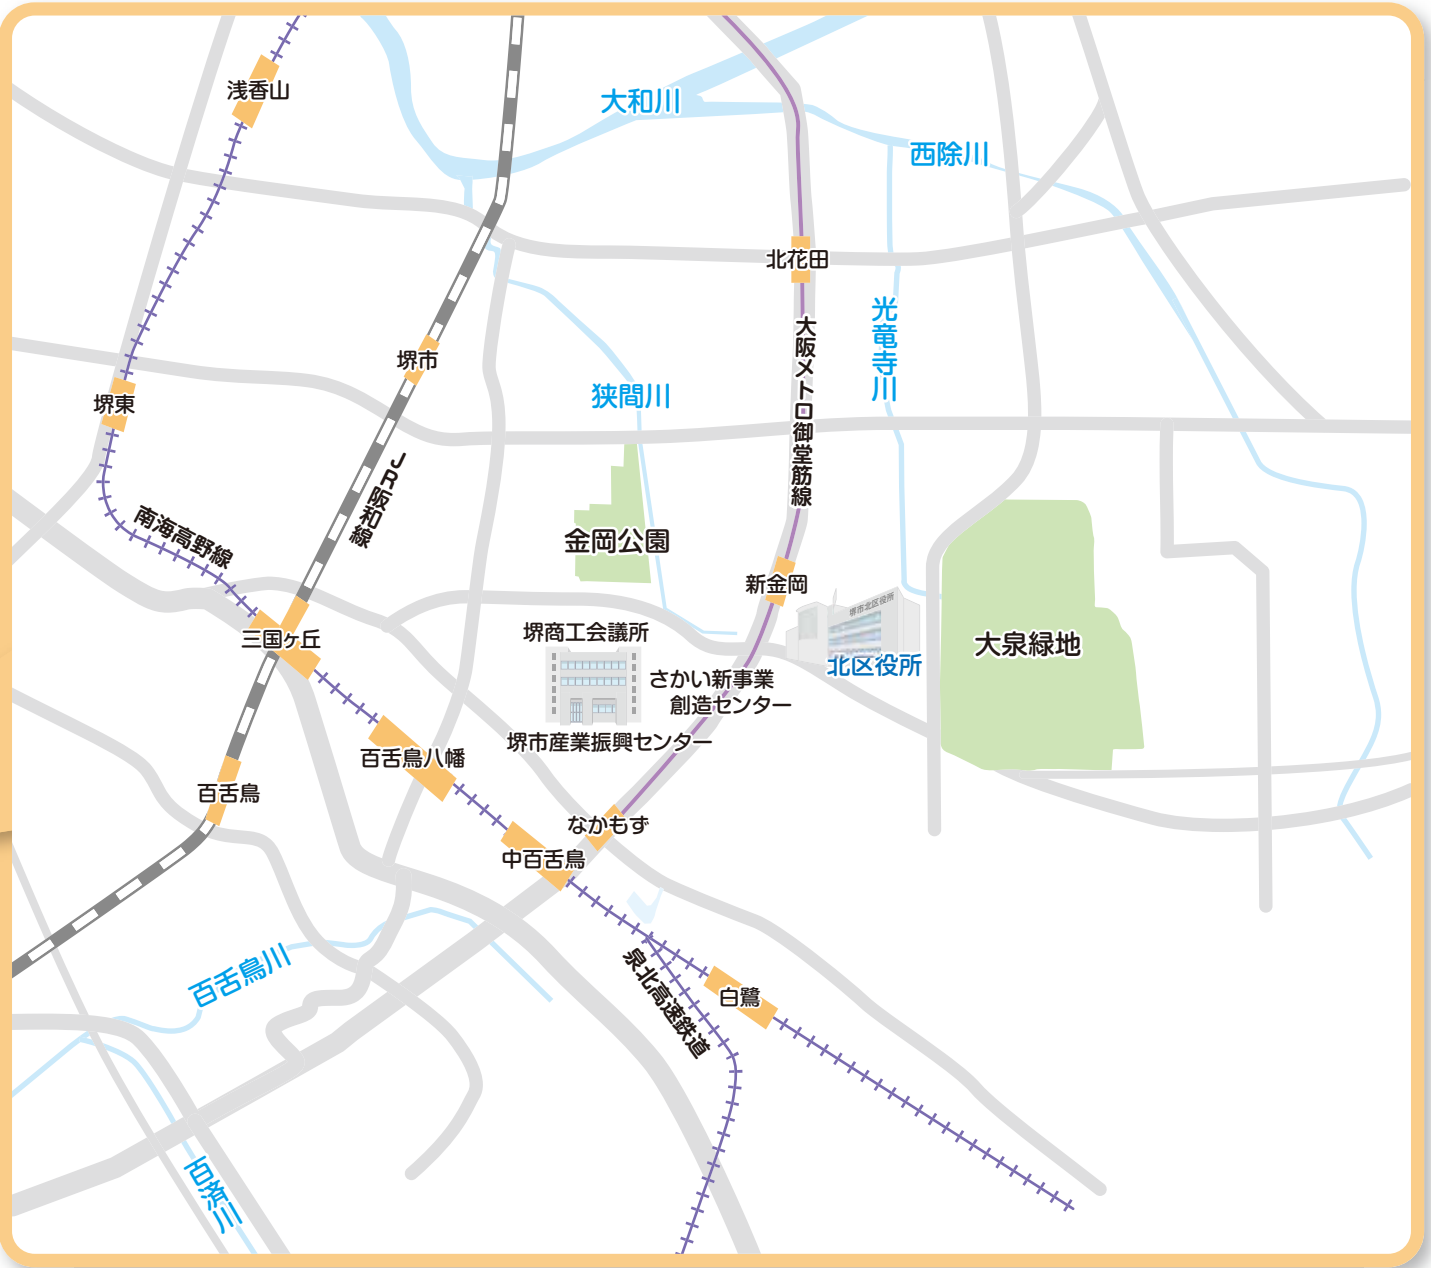 浅香山
大和川
西除川
北花田
光竜寺川
大阪メトロ御堂筋線
堺市
狭間川
堺東
JR阪和線
南海高野線
金岡公園
新金岡
堺市北区役所
北区役所
大泉緑地
三国ヶ丘
堺商工会議所
さかい新事業
創造センター
堺市産業振興センター
百舌鳥八幡
百舌鳥
なかもず
中百舌鳥
百舌鳥川
泉北高速鉄道
白鷺
百済川